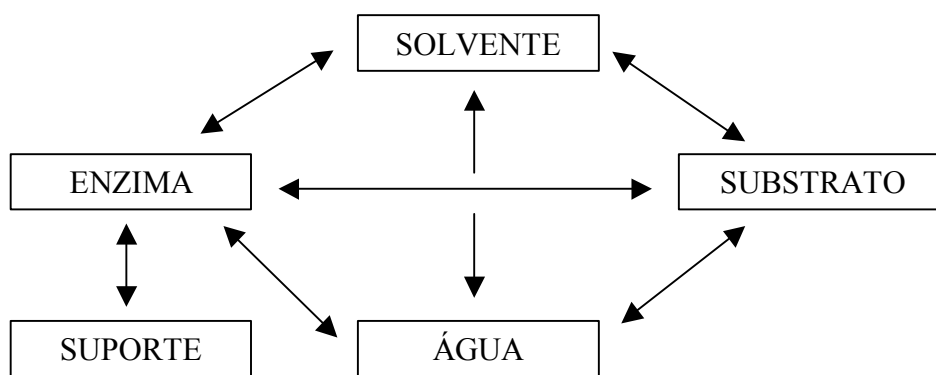 SOLVENTE
ENZIMA
SUBSTRATO
SUPORTE
ÁGUA